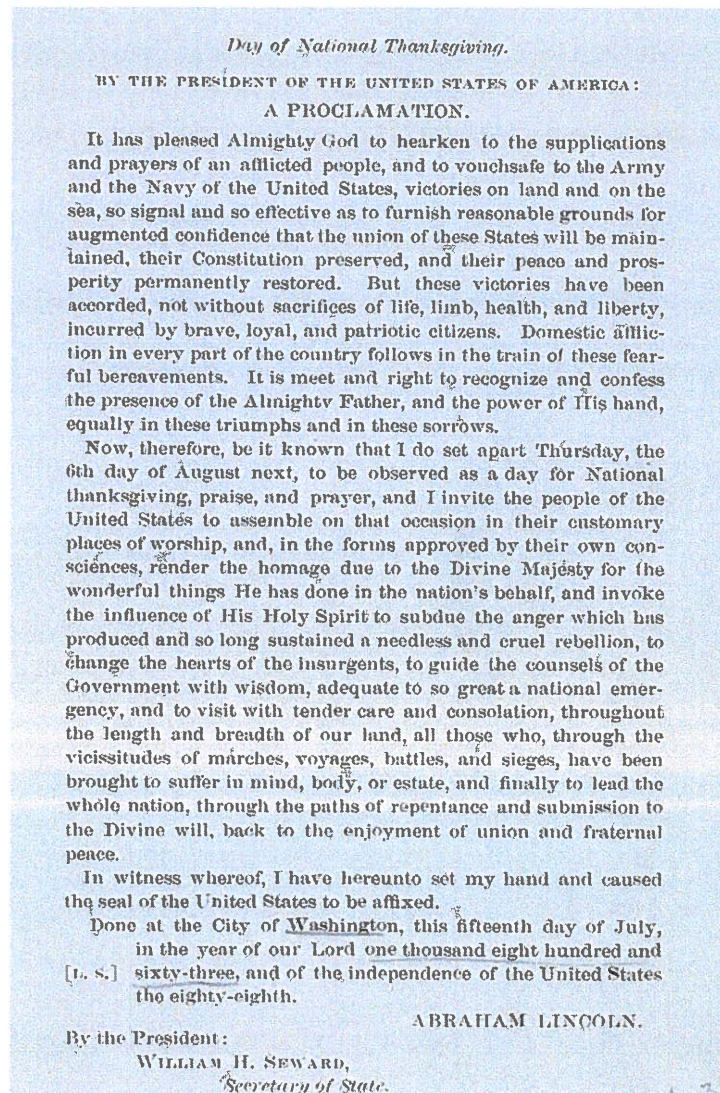 Day of National Thanksgiving.
BY THE PRESIDENT OF THE UNITED STATES OF AMERICA:
A PROCLAMATION.
It has pleased Almighty God to hearken to the supplications
and prayers of an afflicted people, and to vouchsafe to the Army
and the Navy of the United States, victories on land and on the
sea, so signal and so effective as to furnish reasonable grounds for
augmented confidence that the union of these States will be main-
tained, their Constitution preserved, and their peace and pros-
perity permanently restored. But these victories have been
accorded, not without sacrifices of life, limb, health, and liberty,
incurred by brave, loyal, and patriotic citizens. Domestic afflic-
tion in every part of the country follows in the train of these fear-
ful bereavements. It is meet and right to recognize and confess
the presence of the Almighty Father, and the power of His hand,
equally in these triumphs and in these sorrows.
Now, therefore, be it known that I do set apart Thursday, the
6th day of August next, to be observed as a day for National
thanksgiving, praise, and prayer, and I invite the people of the
United States to assemble on that occasion in their customary
places of worship, and, in the forms approved by their own con-
sciences, render the homage due to the Divine Majesty for the
wonderful things He has done in the nation's behalf, and invoke
the influence of His Holy Spirit to subdue the anger which has
produced and so long sustained a needless and cruel rebellion, to
change the hearts of the insurgents, to guide the counsels of the
Government with wisdom, adequate to so great a national emer-
gency, and to visit with tender care and consolation, throughout
the length and breadth of our land, all those who, through the
vicissitudes of marches, voyages, battles, and sieges, have been
brought to suffer in mind, body, or estate, and finally to lead the
whole nation, through the paths of repentance and submission to
the Divine will, back to the enjoyment of union and fraternal
peace.
In witness whereof, I have hereunto set my hand and caused
the seal of the United States to be affixed.
Done at the City of Washington, this fifteenth day of July,
in the year of our Lord one thousand eight hundred and
[L. S.] sixty-three, and of the independence of the United States
the eighty-eighth.
ABRAHAM LINCOLN.
By the President:
WILLIAM H. SEWARD,
Secretary of State.